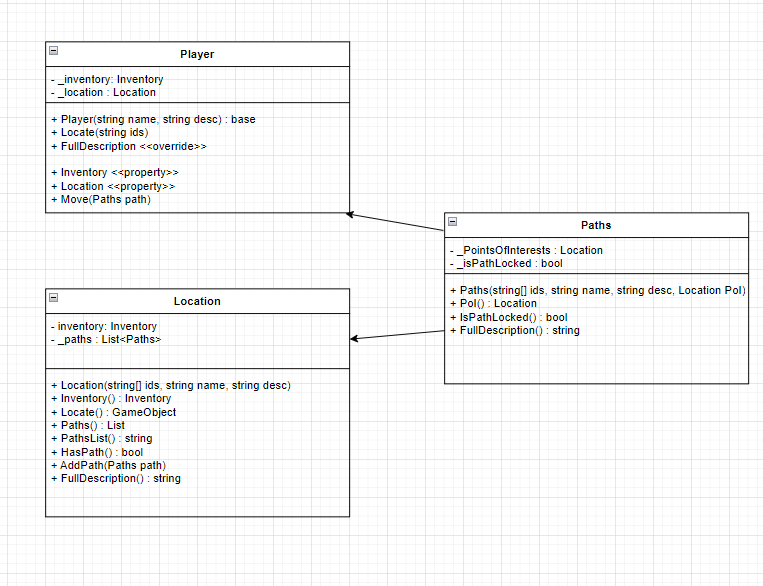 Player
- _inventory: Inventory
- _location : Location
+ Player(string name, string desc) : base
+ Locate(string ids)
+ FullDescription <<override>>
+ Inventory <<property>>
+ Location <<property>>
+ Move(Paths path)
Paths
- _PointsOfInterests : Location
- _isPathLocked : bool
+ Paths(string[] ids, string name, string desc, Location PoI)
+ PoI() : Location
+ IsPathLocked() : bool
+ FullDescription() : string
Location
- inventory: Inventory
- _paths : List<Paths>
+ Location(string[] ids, string name, string desc)
+ Inventory() : Inventory
+ Locate() : GameObject
+ Paths() : List
+ PathsList() : string
+ HasPath() : bool
+ AddPath(Paths path)
+ FullDescription() : string